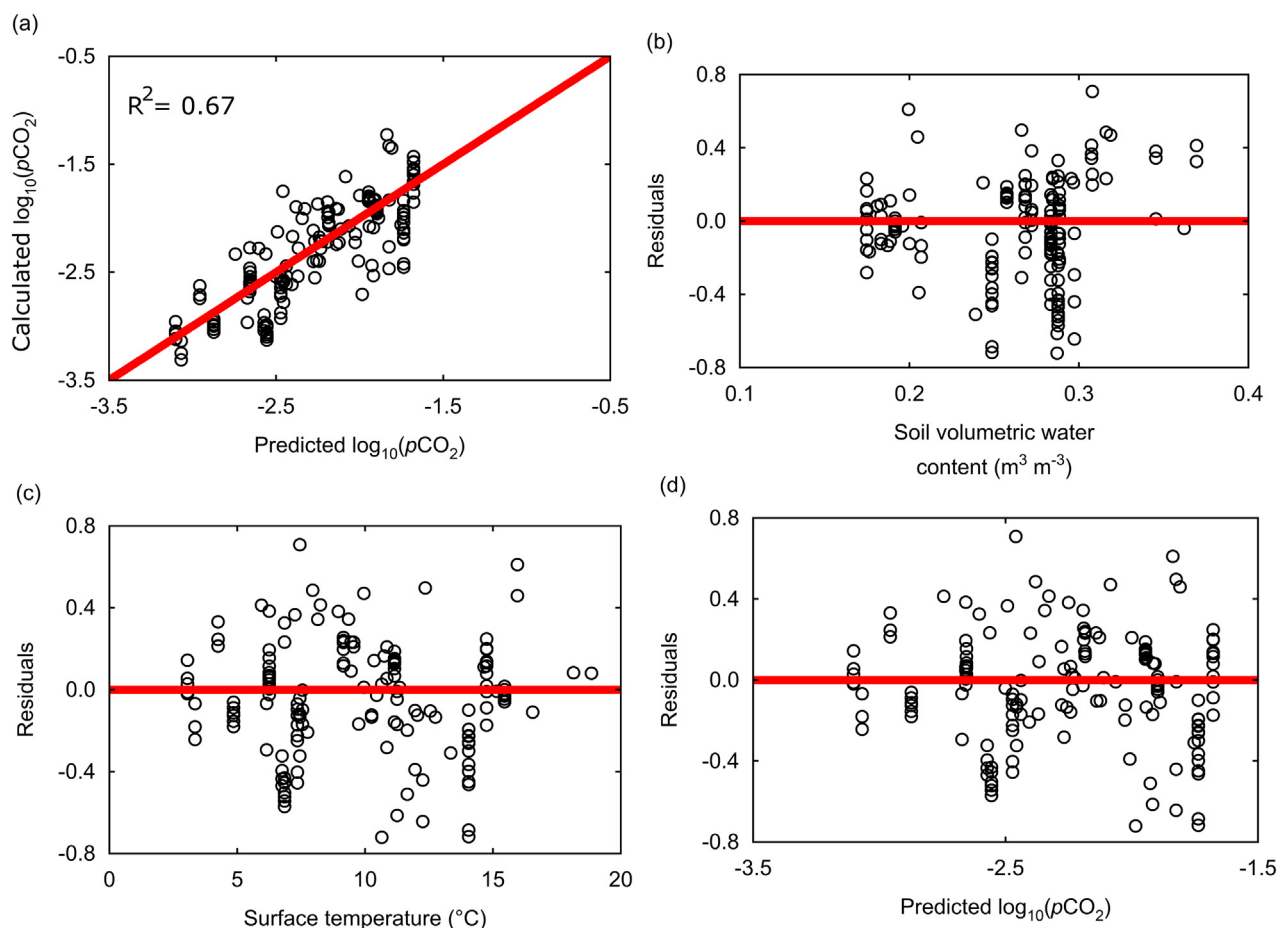 (a)
-0.5
-1.5
-2.5
-3.5
R² = 0.67
Calculated log₁₀(pCO₂)
-3.5 -2.5 -1.5 -0.5
Predicted log₁₀(pCO₂)
(b)
0.8
0.4
0.0
-0.4
-0.8
Residuals
0.1 0.2 0.3 0.4
Soil volumetric water
content (m³ m⁻³)
(c)
0.8
0.4
0.0
-0.4
-0.8
Residuals
0 5 10 15 20
Surface temperature (°C)
(d)
0.8
0.4
0.0
-0.4
-0.8
Residuals
-3.5 -2.5 -1.5
Predicted log₁₀(pCO₂)